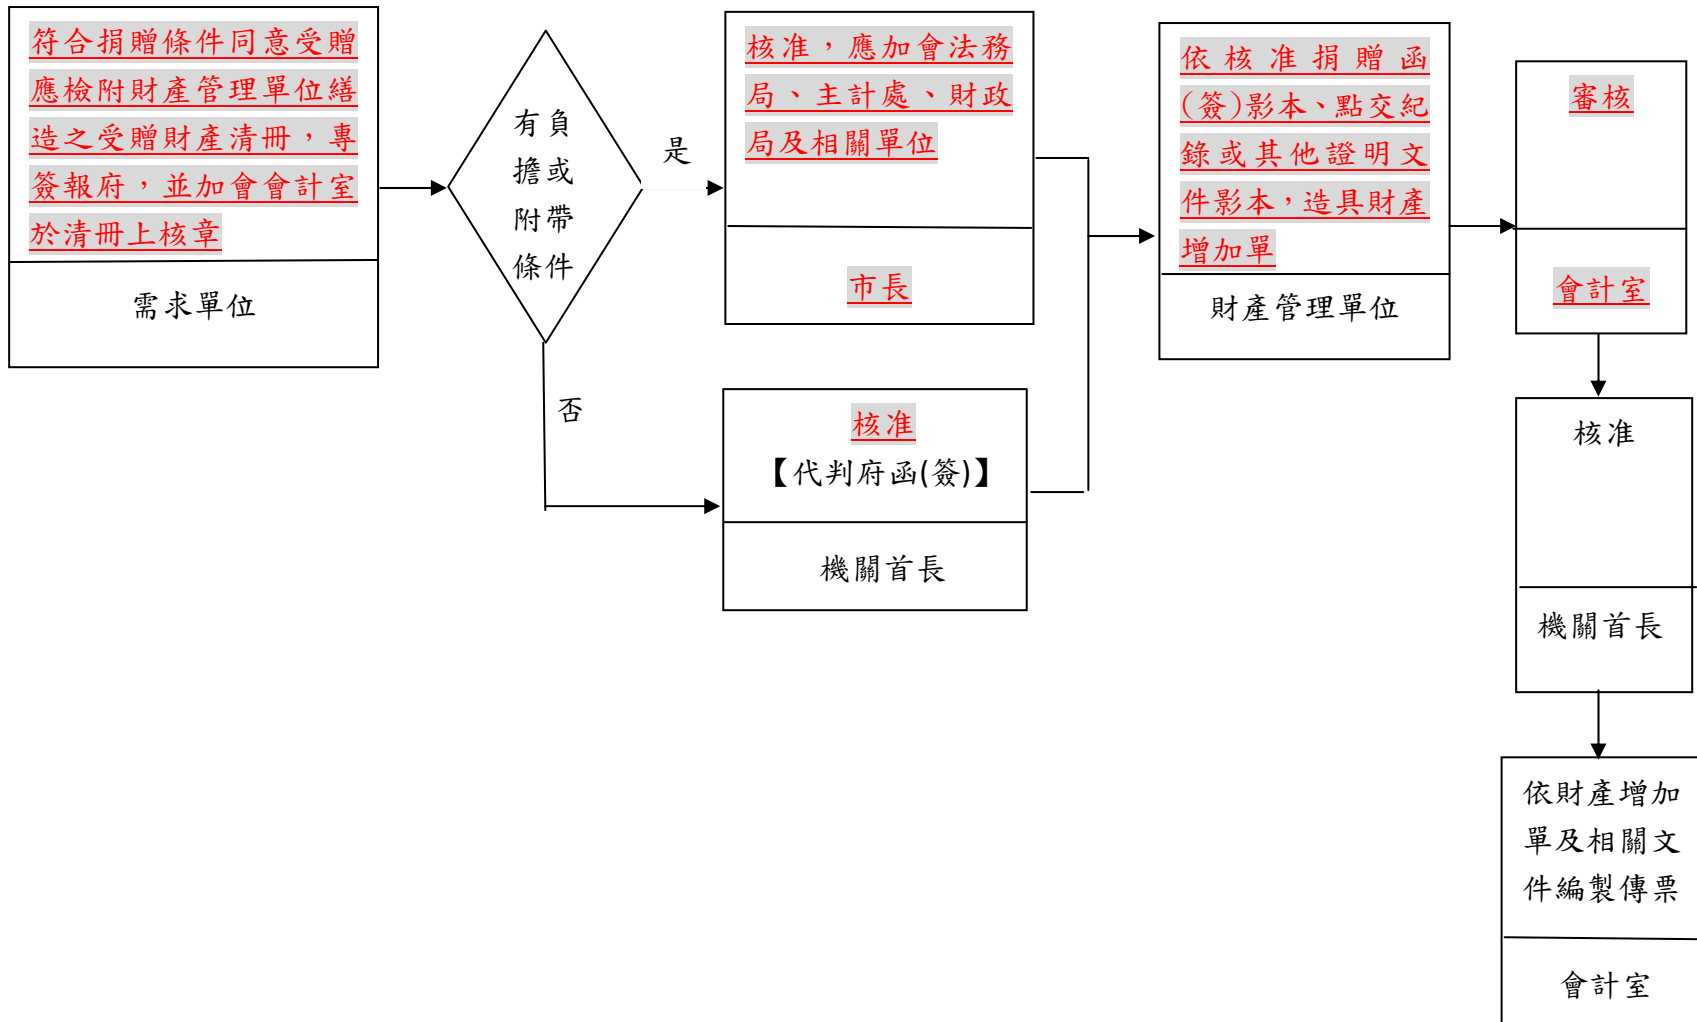 符合捐贈條件同意受贈
應檢附財產管理單位繕
造之受贈財產清冊，專
簽報府，並加會會計室
於清冊上核章
需求單位
有負
擔或
附帶
條件
是
否
核准，應加會法務
局、主計處、財政
局及相關單位
市長
核准
【代判府函(簽)】
機關首長
依核准捐贈函
(簽)影本、點交紀
錄或其他證明文
件影本，造具財產
增加單
財產管理單位
審核
會計室
核准
機關首長
依財產增加
單及相關文
件編製傳票
會計室